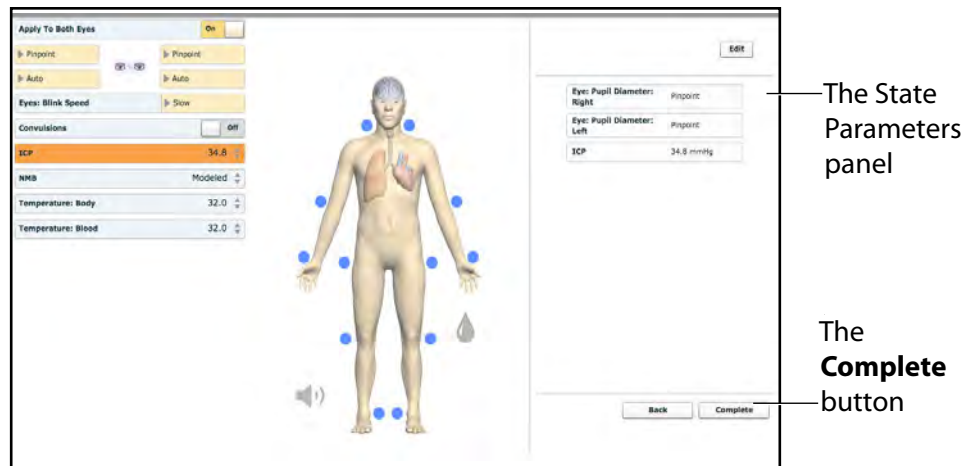 Apply To Both Eyes On
Pinpoint Pinpoint
Auto Auto
Eyes: Blink Speed Slow
Convulsions Off
ICP 34.8
NMB Modeled
Temperature: Body 32.0
Temperature: Blood 32.0
Edit
Eye: Pupil Diameter: Right Pinpoint
Eye: Pupil Diameter: Left Pinpoint
ICP 34.8 mmHg
Back Complete
The State
Parameters
panel
The
Complete
button